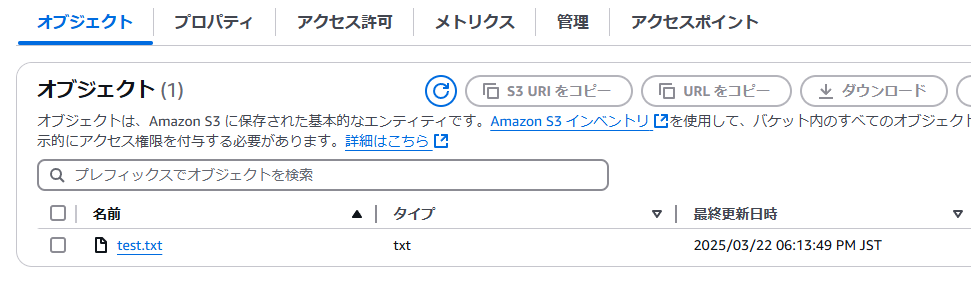 オブジェクト プロパティ アクセス許可 メトリクス 管理 アクセスポイント
オブジェクト (1) S3 URI をコピー URL をコピー ダウンロード
オブジェクトは、Amazon S3 に保存された基本的なエンティティです。Amazon S3 インベントリ を使用して、バケット内のすべてのオブジェクト
示的にアクセス権限を付与する必要があります。詳細はこちら
プレフィックスでオブジェクトを検索
名前 タイプ 最終更新日時
test.txt txt 2025/03/22 06:13:49 PM JST